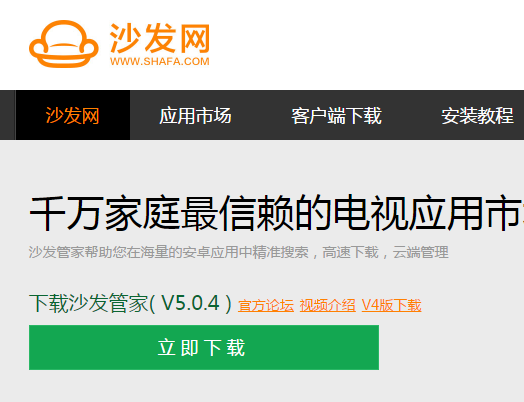 沙发网
WWW.SHAFA.COM
沙发网 应用市场 客户端下载 安装教程
千万家庭最信赖的电视应用市
沙发管家帮助您在海量的安卓应用中精准搜索，高速下载，云端管理
下载沙发管家( V5.0.4 ) 官方论坛 视频介绍 V4版下载
立即下载